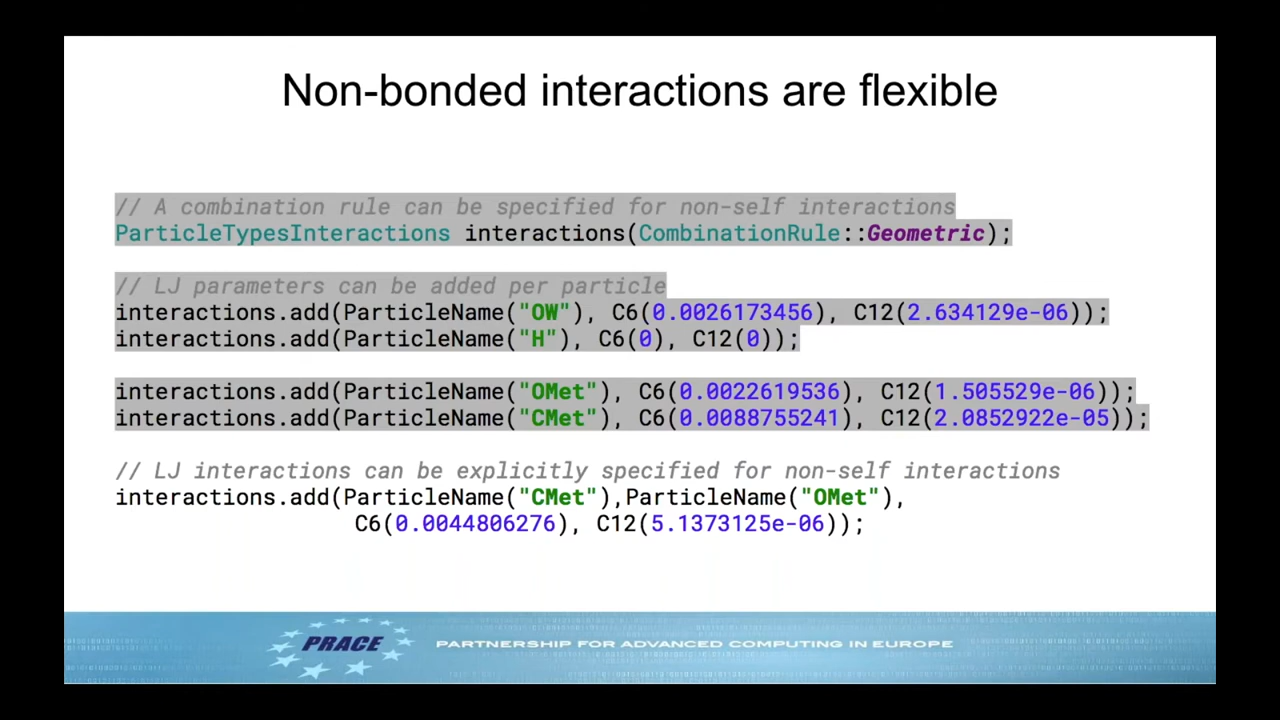 Non-bonded interactions are flexible
// A combination rule can be specified for non-self interactions
ParticleTypesInteractions interactions(CombinationRule::Geometric);
// LJ parameters can be added per particle
interactions.add(ParticleName("OW"), C6(0.0026173456), C12(2.634129e-06));
interactions.add(ParticleName("H"), C6(0), C12(0));
interactions.add(ParticleName("OMet"), C6(0.0022619536), C12(1.505529e-06));
interactions.add(ParticleName("CMet"), C6(0.0088755241), C12(2.0852922e-05));
// LJ interactions can be explicitly specified for non-self interactions
interactions.add(ParticleName("CMet"),ParticleName("OMet"),
C6(0.0044806276), C12(5.1373125e-06));
PRACE
PARTNERSHIP FOR ADVANCED COMPUTING IN EUROPE